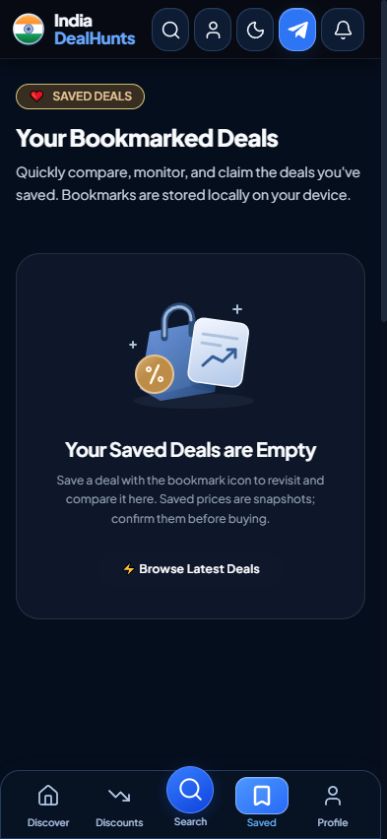 India
DealHunts
❤️ SAVED DEALS
Your Bookmarked Deals
Quickly compare, monitor, and claim the deals you've
saved. Bookmarks are stored locally on your device.
%
Your Saved Deals are Empty
Save a deal with the bookmark icon to revisit and
compare it here. Saved prices are snapshots;
confirm them before buying.
⚡ Browse Latest Deals
Discover
Discounts
Search
Saved
Profile